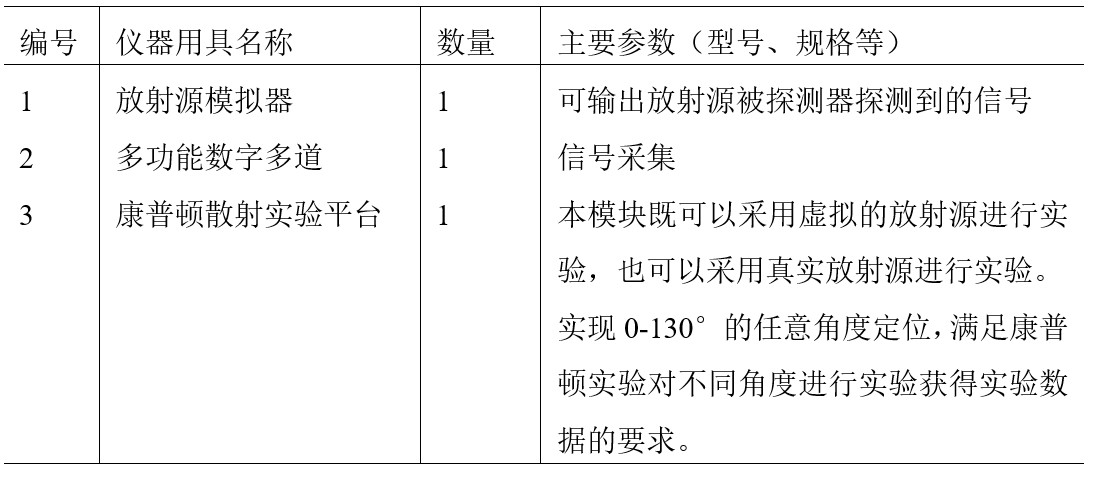 编号 仪器用具名称 数量 主要参数（型号、规格等）
1 放射源模拟器 1 可输出放射源被探测器探测到的信号
2 多功能数字多道 1 信号采集
3 康普顿散射实验平台 1 本模块既可以采用虚拟的放射源进行实
验，也可以采用真实放射源进行实验。
实现 0-130°的任意角度定位，满足康普
顿实验对不同角度进行实验获得实验数
据的要求。